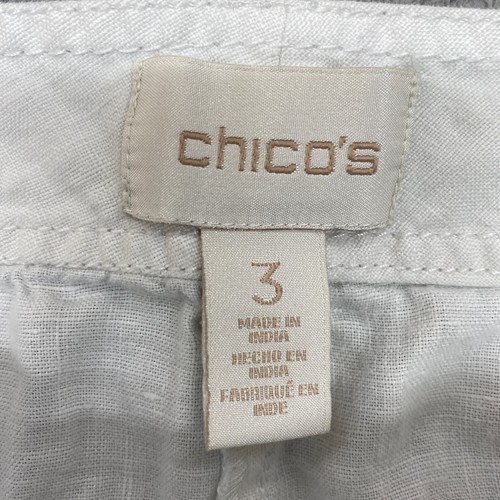 chico's
3
MADE IN
INDIA
HECHO EN
INDIA
FABRIQUÉ EN
INDE